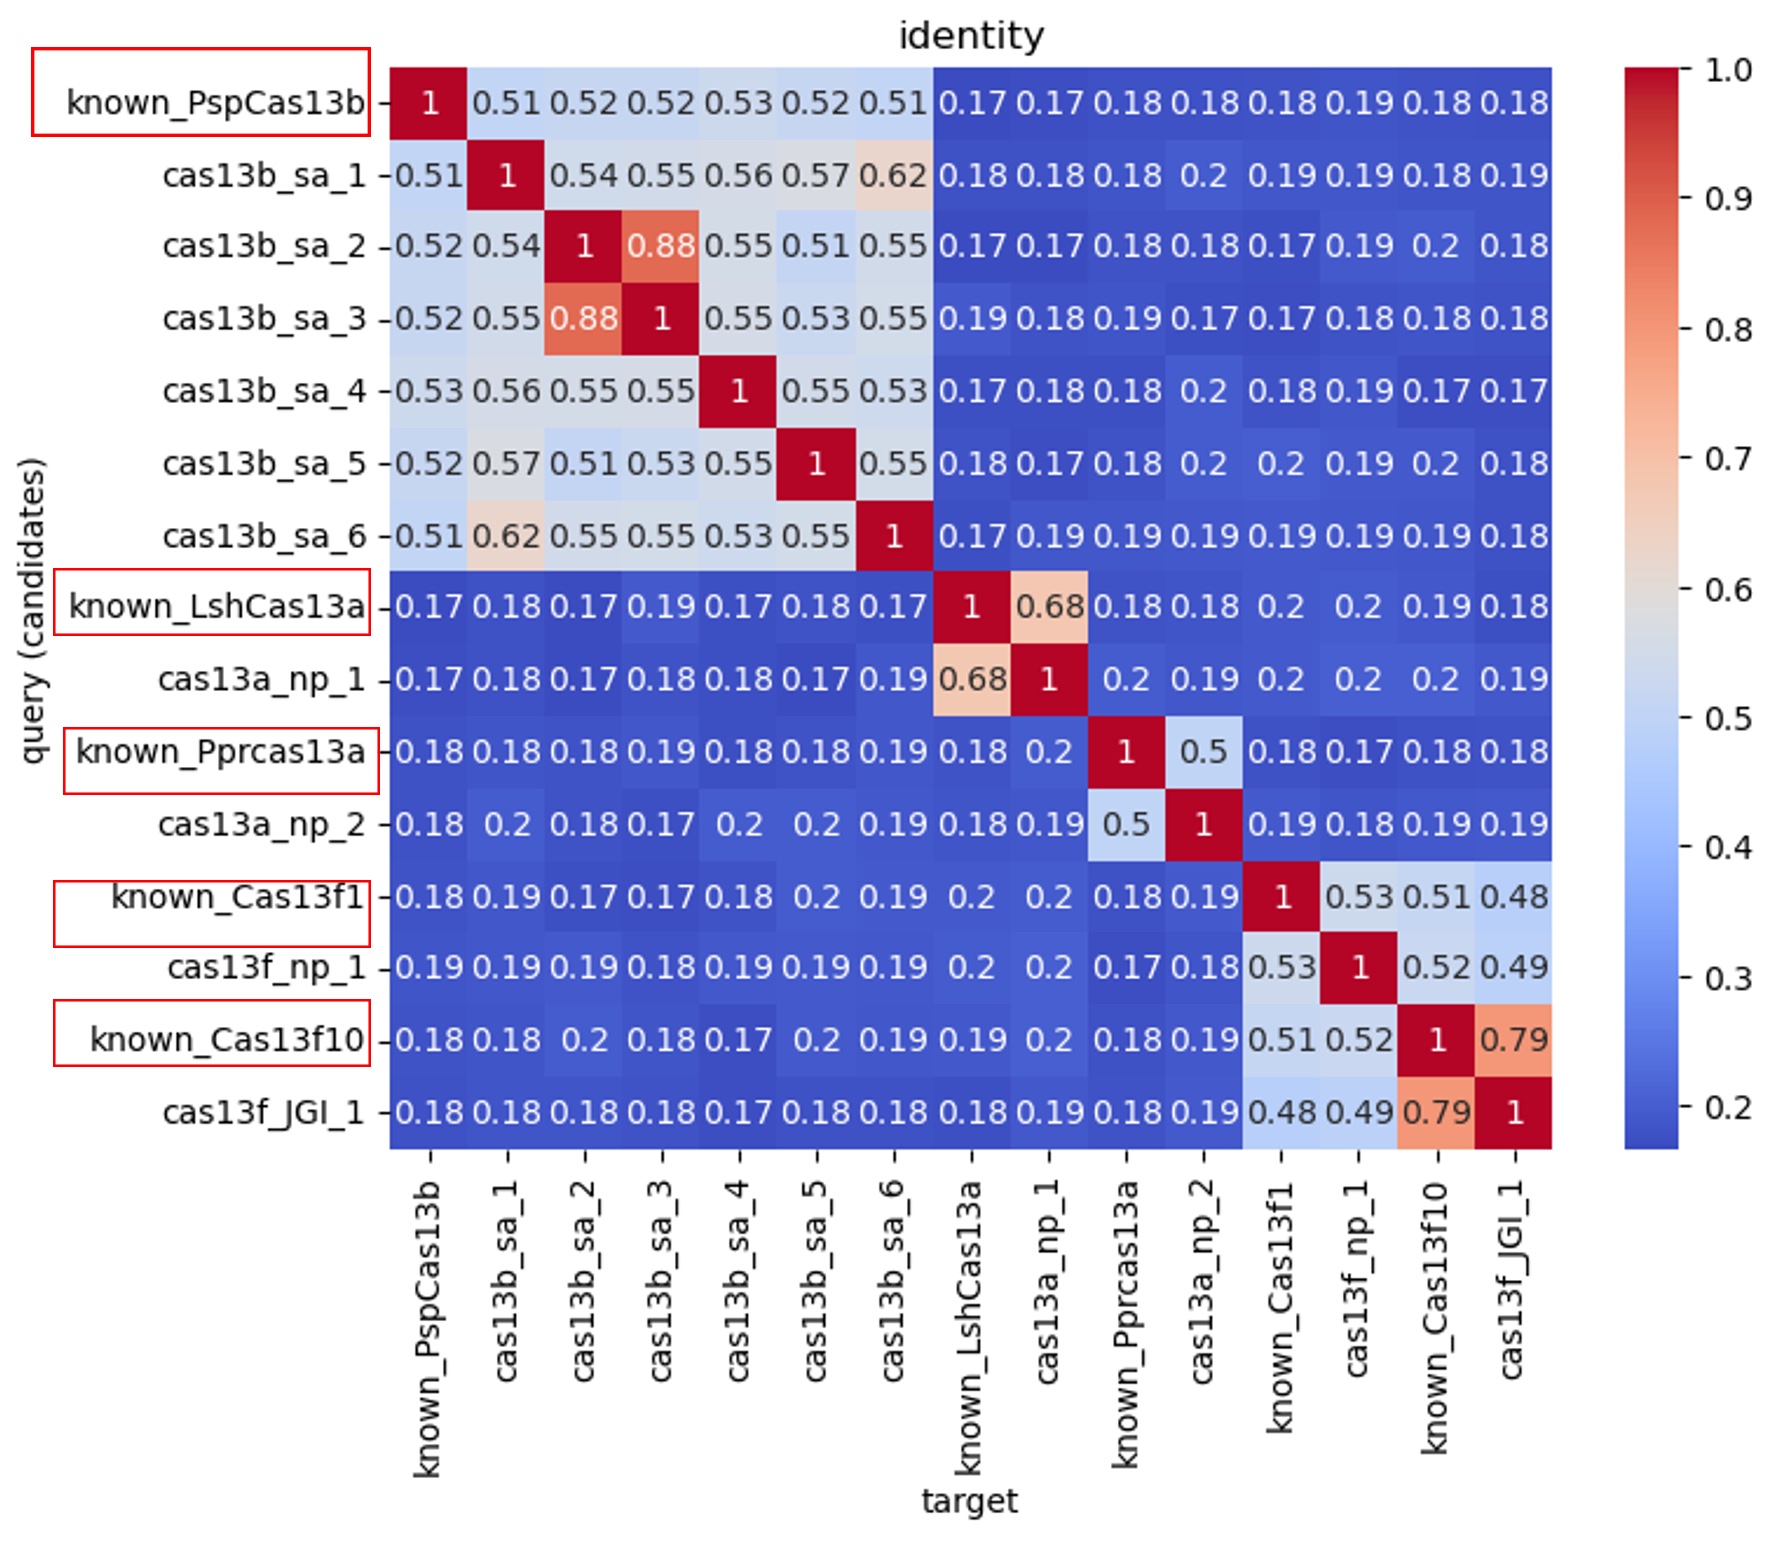 identity
known_PspCas13b 1 0.51 0.52 0.52 0.53 0.52 0.51 0.17 0.17 0.18 0.18 0.18 0.19 0.18 0.18
cas13b_sa_1 0.51 1 0.54 0.55 0.56 0.57 0.62 0.18 0.18 0.18 0.2 0.19 0.19 0.18 0.19
cas13b_sa_2 0.52 0.54 1 0.88 0.55 0.51 0.55 0.17 0.17 0.18 0.18 0.17 0.19 0.2 0.18
cas13b_sa_3 0.52 0.55 0.88 1 0.55 0.53 0.55 0.19 0.18 0.19 0.17 0.17 0.18 0.18 0.18
cas13b_sa_4 0.53 0.56 0.55 0.55 1 0.55 0.53 0.17 0.18 0.18 0.2 0.18 0.19 0.17 0.17
cas13b_sa_5 0.52 0.57 0.51 0.53 0.55 1 0.55 0.18 0.17 0.18 0.2 0.2 0.19 0.2 0.18
cas13b_sa_6 0.51 0.62 0.55 0.55 0.53 0.55 1 0.17 0.19 0.19 0.19 0.19 0.19 0.19 0.18
known_LshCas13a 0.17 0.18 0.17 0.19 0.17 0.18 0.17 1 0.68 0.18 0.18 0.2 0.2 0.19 0.18
cas13a_np_1 0.17 0.18 0.17 0.18 0.18 0.17 0.19 0.68 1 0.2 0.19 0.2 0.2 0.2 0.19
known_Pprcas13a 0.18 0.18 0.18 0.19 0.18 0.18 0.19 0.18 0.2 1 0.5 0.18 0.17 0.18 0.18
cas13a_np_2 0.18 0.2 0.18 0.17 0.2 0.2 0.19 0.18 0.19 0.5 1 0.19 0.18 0.19 0.19
known_Cas13f1 0.18 0.19 0.17 0.17 0.18 0.2 0.19 0.2 0.2 0.18 0.19 1 0.53 0.51 0.48
cas13f_np_1 0.19 0.19 0.19 0.18 0.19 0.19 0.19 0.2 0.2 0.17 0.18 0.53 1 0.52 0.49
known_Cas13f10 0.18 0.18 0.2 0.18 0.17 0.2 0.19 0.19 0.2 0.18 0.19 0.51 0.52 1 0.79
cas13f_JGI_1 0.18 0.18 0.18 0.18 0.17 0.18 0.18 0.18 0.19 0.18 0.19 0.48 0.49 0.79 1
query (candidates)
known_PspCas13b
cas13b_sa_1
cas13b_sa_2
cas13b_sa_3
cas13b_sa_4
cas13b_sa_5
cas13b_sa_6
known_LshCas13a
cas13a_np_1
known_Pprcas13a
cas13a_np_2
known_Cas13f1
cas13f_np_1
known_Cas13f10
cas13f_JGI_1
target
1.0
0.9
0.8
0.7
0.6
0.5
0.4
0.3
0.2